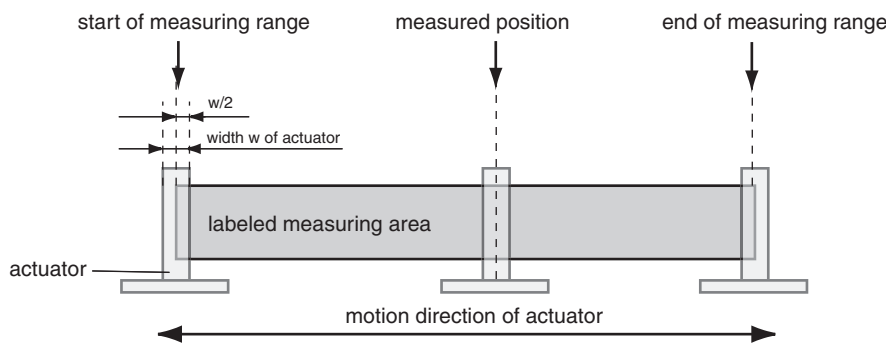 start of measuring range
measured position
end of measuring range
w/2
width w of actuator
labeled measuring area
actuator
motion direction of actuator